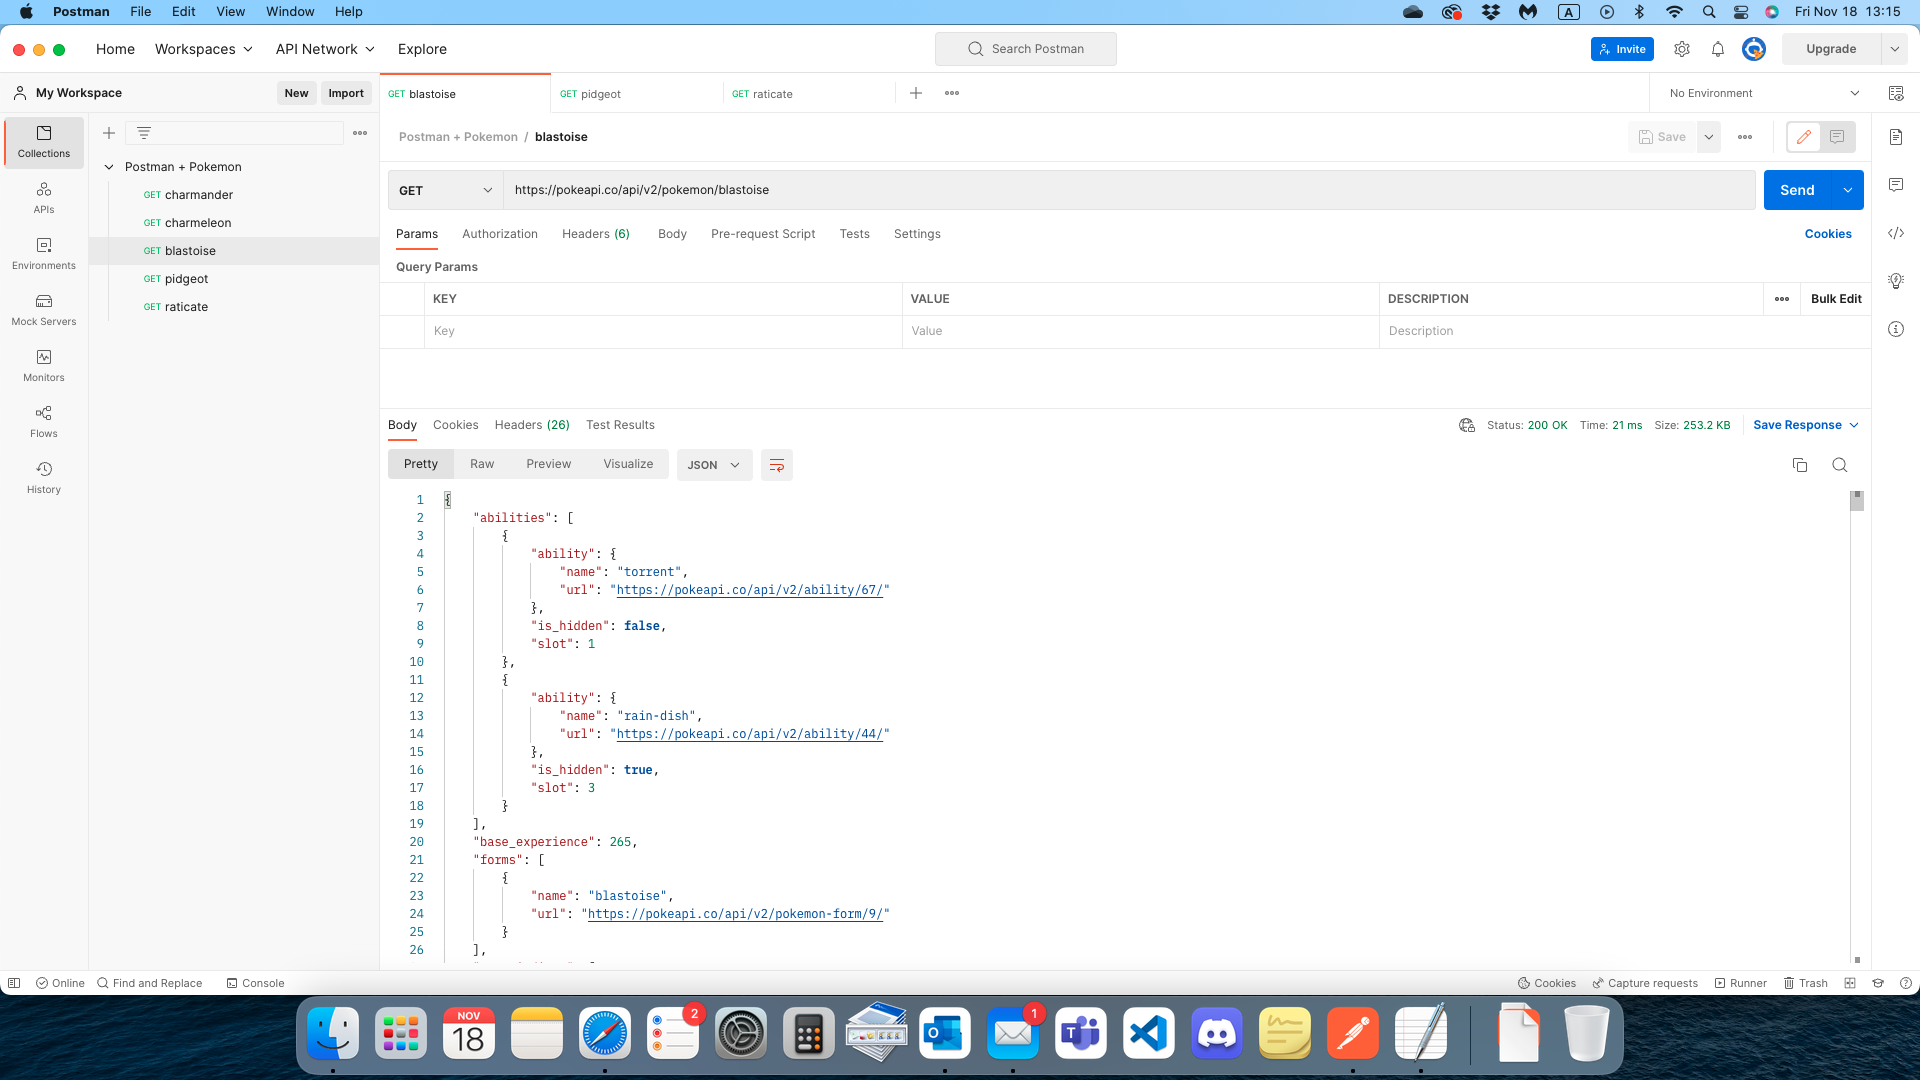 Postman File Edit View Window Help A Fri Nov 18 13:15
Home Workspaces API Network Explore Search Postman Invite Upgrade
My Workspace New Import GET blastoise GET pidgeot GET raticate No Environment
Postman + Pokemon / blastoise Save
Collections
Postman + Pokemon
GET charmander
GET charmeleon
GET blastoise
GET pidgeot
GET raticate
APIs
Environments
Mock Servers
Monitors
Flows
History
GET https://pokeapi.co/api/v2/pokemon/blastoise Send
Params Authorization Headers (6) Body Pre-request Script Tests Settings Cookies
Query Params
KEY VALUE DESCRIPTION Bulk Edit
Key Value Description
Body Cookies Headers (26) Test Results Status: 200 OK Time: 21 ms Size: 253.2 KB Save Response
Pretty Raw Preview Visualize JSON
1 {
2 "abilities": [
3 {
4 "ability": {
5 "name": "torrent",
6 "url": "https://pokeapi.co/api/v2/ability/67/"
7 },
8 "is_hidden": false,
9 "slot": 1
10 },
11 {
12 "ability": {
13 "name": "rain-dish",
14 "url": "https://pokeapi.co/api/v2/ability/44/"
15 },
16 "is_hidden": true,
17 "slot": 3
18 }
19 ],
20 "base_experience": 265,
21 "forms": [
22 {
23 "name": "blastoise",
24 "url": "https://pokeapi.co/api/v2/pokemon-form/9/"
25 }
26 ],
Online Find and Replace Console Cookies Capture requests Runner Trash
NOV
18
2
1